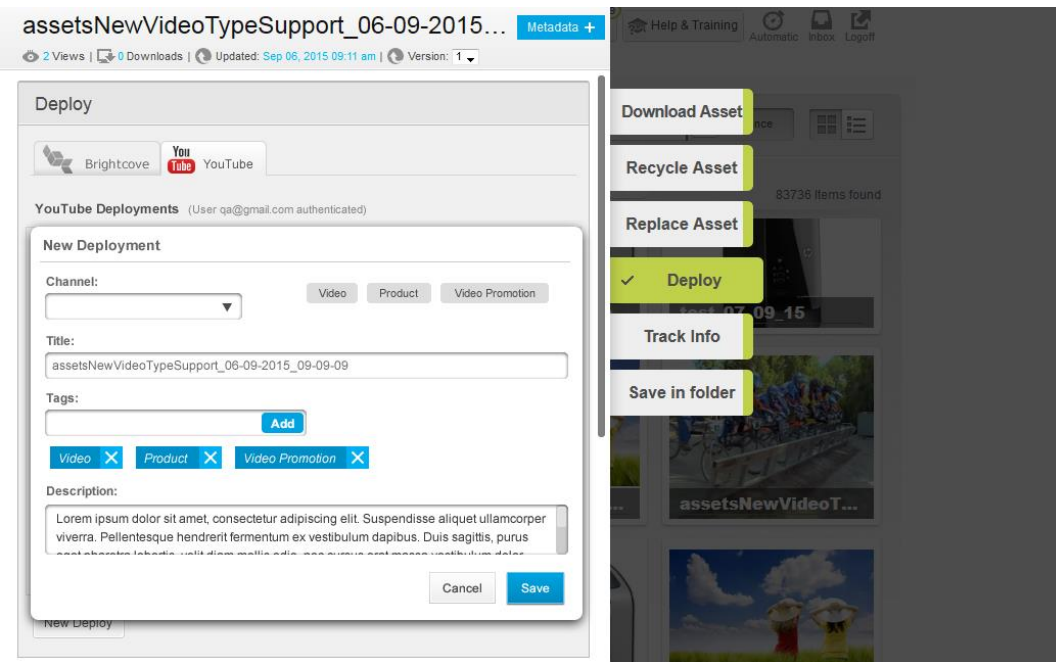 assetsNewVideoTypeSupport_06-09-2015...
Metadata +
2 Views | 0 Downloads | Updated: Sep 06, 2015 09:11 am | Version: 1
Deploy
Brightcove
You Tube YouTube
YouTube Deployments (User qa@gmail.com authenticated)
New Deployment
Channel:
Video Product Video Promotion
Title:
assetsNewVideoTypeSupport_06-09-2015_09-09-09
Tags:
Add
Video Product Video Promotion
Description:
Lorem ipsum dolor sit amet, consectetur adipiscing elit. Suspendisse aliquet ullamcorper
viverra. Pellentesque hendrerit fermentum ex vestibulum dapibus. Duis sagittis, purus
Cancel Save
New Deploy
Help & Training
Automatic Inbox Logoff
Download Asset
Recycle Asset
83736 Items found
Replace Asset
Deploy
test_07_09_15
Track Info
Save in folder
...
assetsNewVideoT...